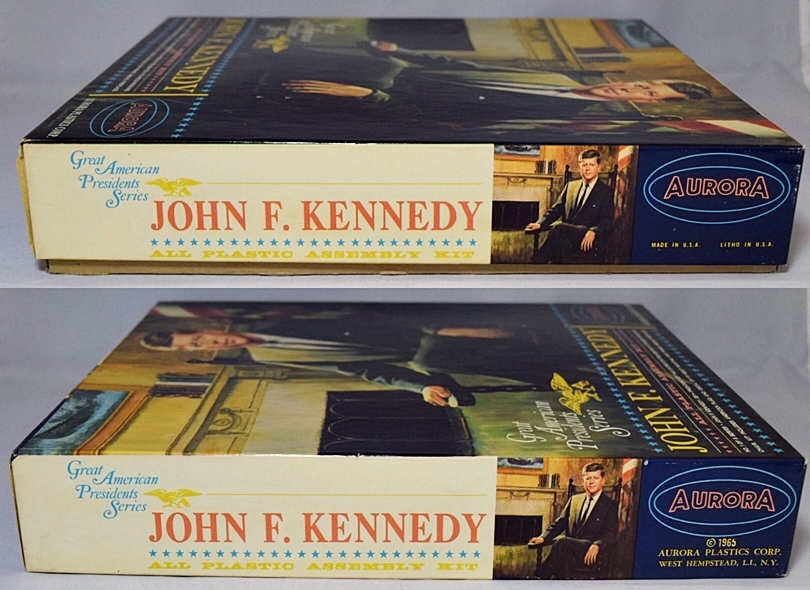 JOHN F. KENNEDY
AURORA
Great
American
Presidents
Series
JOHN F. KENNEDY
ALL PLASTIC ASSEMBLY KIT
AURORA
MADE IN U.S.A. LITHO IN U.S.A.
Great
American
Presidents
Series
JOHN F. KENNEDY
Great
American
Presidents
Series
JOHN F. KENNEDY
ALL PLASTIC ASSEMBLY KIT
AURORA
© 1965
AURORA PLASTICS CORP.
WEST HEMPSTEAD, L.I., N.Y.